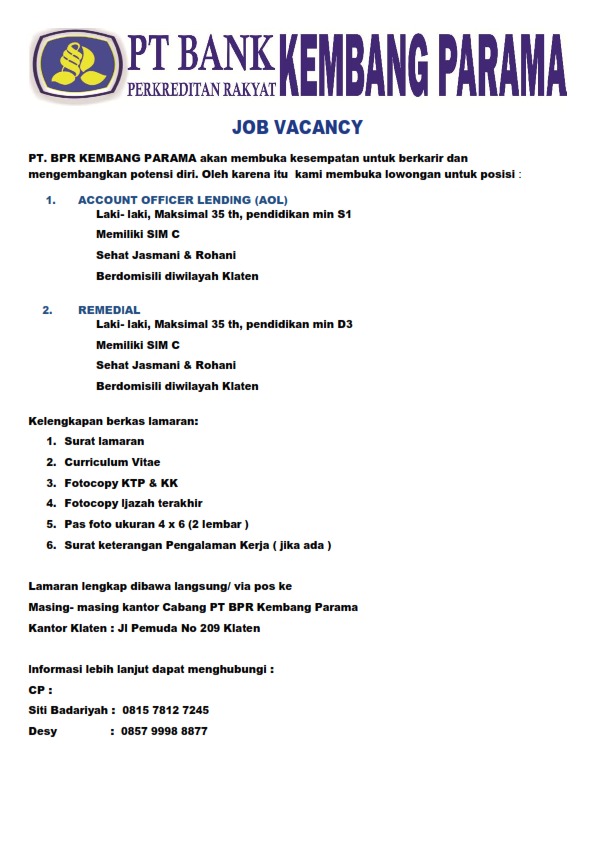 PT BANK KEMBANG PARAMA
PERKREDITAN RAKYAT
JOB VACANCY
PT. BPR KEMBANG PARAMA akan membuka kesempatan untuk berkarir dan
mengembangkan potensi diri. Oleh karena itu kami membuka lowongan untuk posisi :
1. ACCOUNT OFFICER LENDING (AOL)
Laki- laki, Maksimal 35 th, pendidikan min S1
Memiliki SIM C
Sehat Jasmani & Rohani
Berdomisili diwilayah Klaten
2. REMEDIAL
Laki- laki, Maksimal 35 th, pendidikan min D3
Memiliki SIM C
Sehat Jasmani & Rohani
Berdomisili diwilayah Klaten
Kelengkapan berkas lamaran:
1. Surat lamaran
2. Curriculum Vitae
3. Fotocopy KTP & KK
4. Fotocopy Ijazah terakhir
5. Pas foto ukuran 4 x 6 (2 lembar )
6. Surat keterangan Pengalaman Kerja ( jika ada )
Lamaran lengkap dibawa langsung/ via pos ke
Masing- masing kantor Cabang PT BPR Kembang Parama
Kantor Klaten : Jl Pemuda No 209 Klaten
Informasi lebih lanjut dapat menghubungi :
CP :
Siti Badariyah : 0815 7812 7245
Desy : 0857 9998 8877